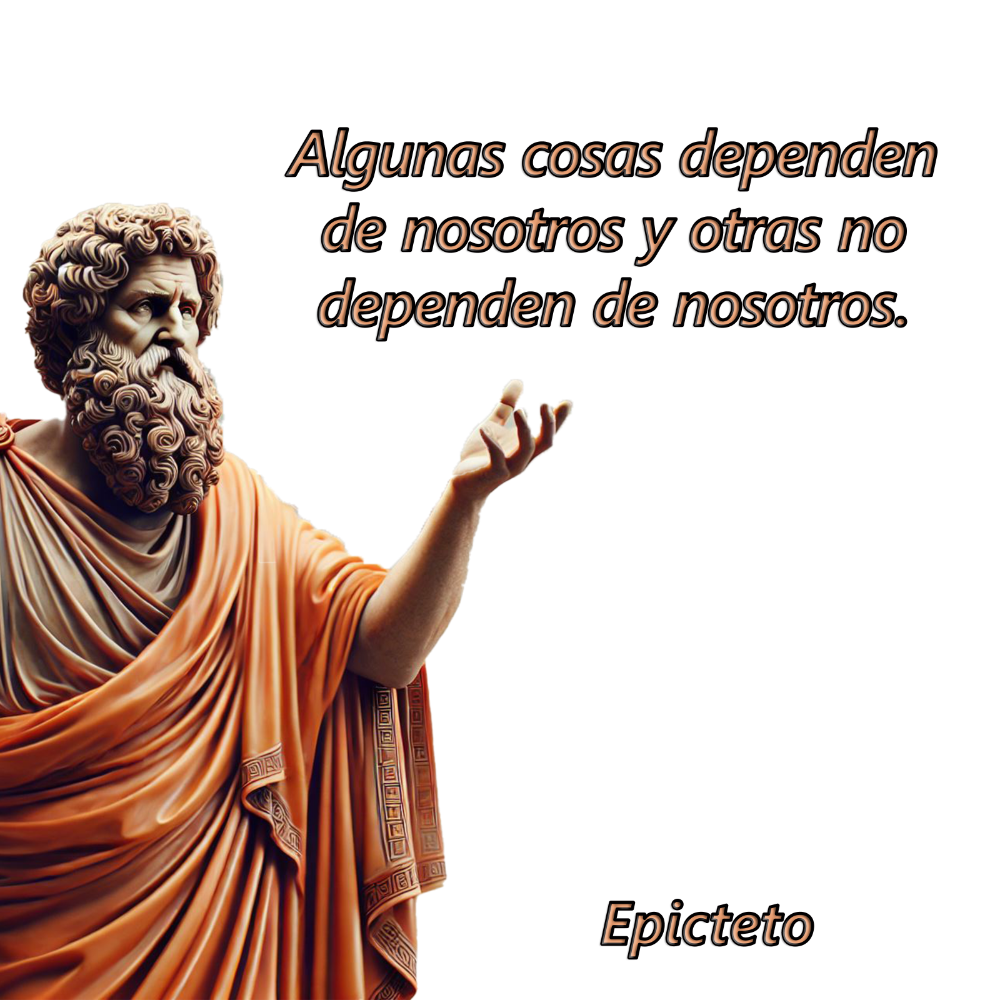 Algunas cosas dependen
de nosotros y otras no
dependen de nosotros.
Epicteto